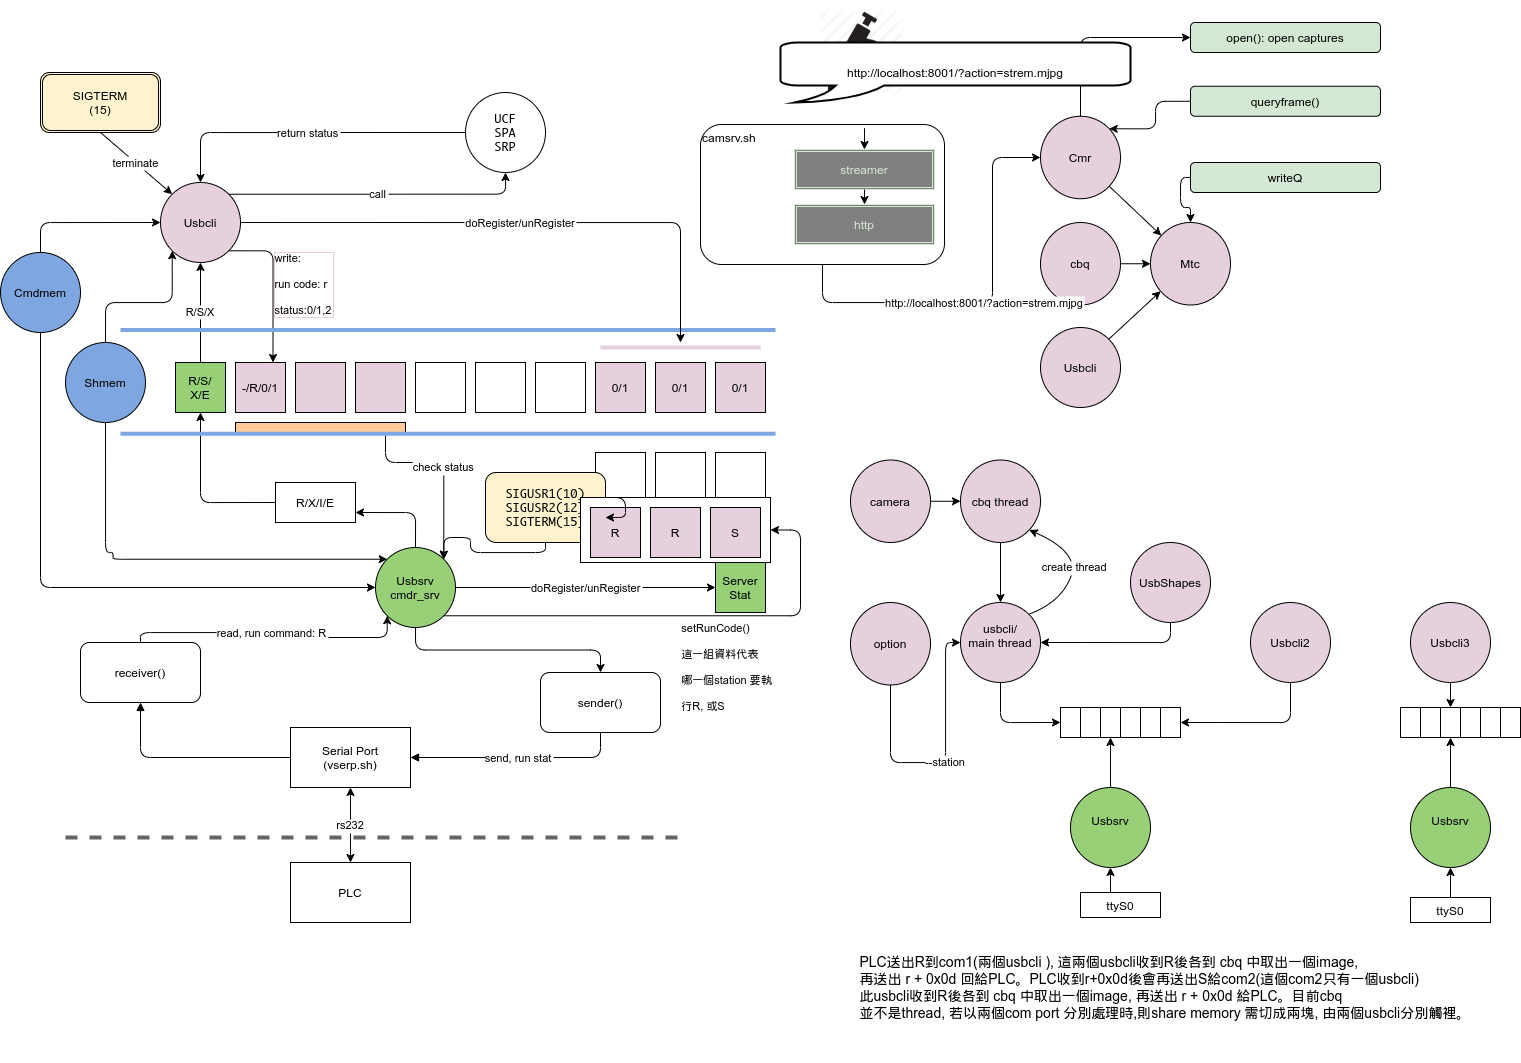 SIGTERM
(15)
terminate
return status
UCF
SPA
SRP
call
Usbcli
doRegister/unRegister
write:
run code: r
status:0/1,2
Cmdmem
R/S/X
Shmem
R/S/
X/E
-/R/0/1
0/1
0/1
0/1
check status
R/X/I/E
SIGUSR1(10)
SIGUSR2(12)
SIGTERM(15)
R
R
S
Usbsrv
cmdr_srv
doRegister/unRegister
Server
Stat
setRunCode()
這一組資料代表
哪一個station 要執
行R, 或S
read, run command: R
receiver()
sender()
Serial Port
(vserp.sh)
send, run stat
rs232
PLC
http://localhost:8001/?action=strem.mjpg
camsrv.sh
streamer
http
http://localhost:8001/?action=strem.mjpg
open(): open captures
queryframe()
Cmr
writeQ
cbq
Mtc
Usbcli
camera
cbq thread
create thread
UsbShapes
option
usbcli/
main thread
Usbcli2
Usbcli3
--station
Usbsrv
Usbsrv
ttyS0
ttyS0
PLC送出R到com1(兩個usbcli ), 這兩個usbcli收到R後各到 cbq 中取出一個image,
再送出 r + 0x0d 回給PLC。PLC收到r+0x0d後會再送出S給com2(這個com2只有一個usbcli)
此usbcli收到R後各到 cbq 中取出一個image, 再送出 r + 0x0d 給PLC。目前cbq
並不是thread, 若以兩個com port 分別處理時,則share memory 需切成兩塊, 由兩個usbcli分別觸裡。